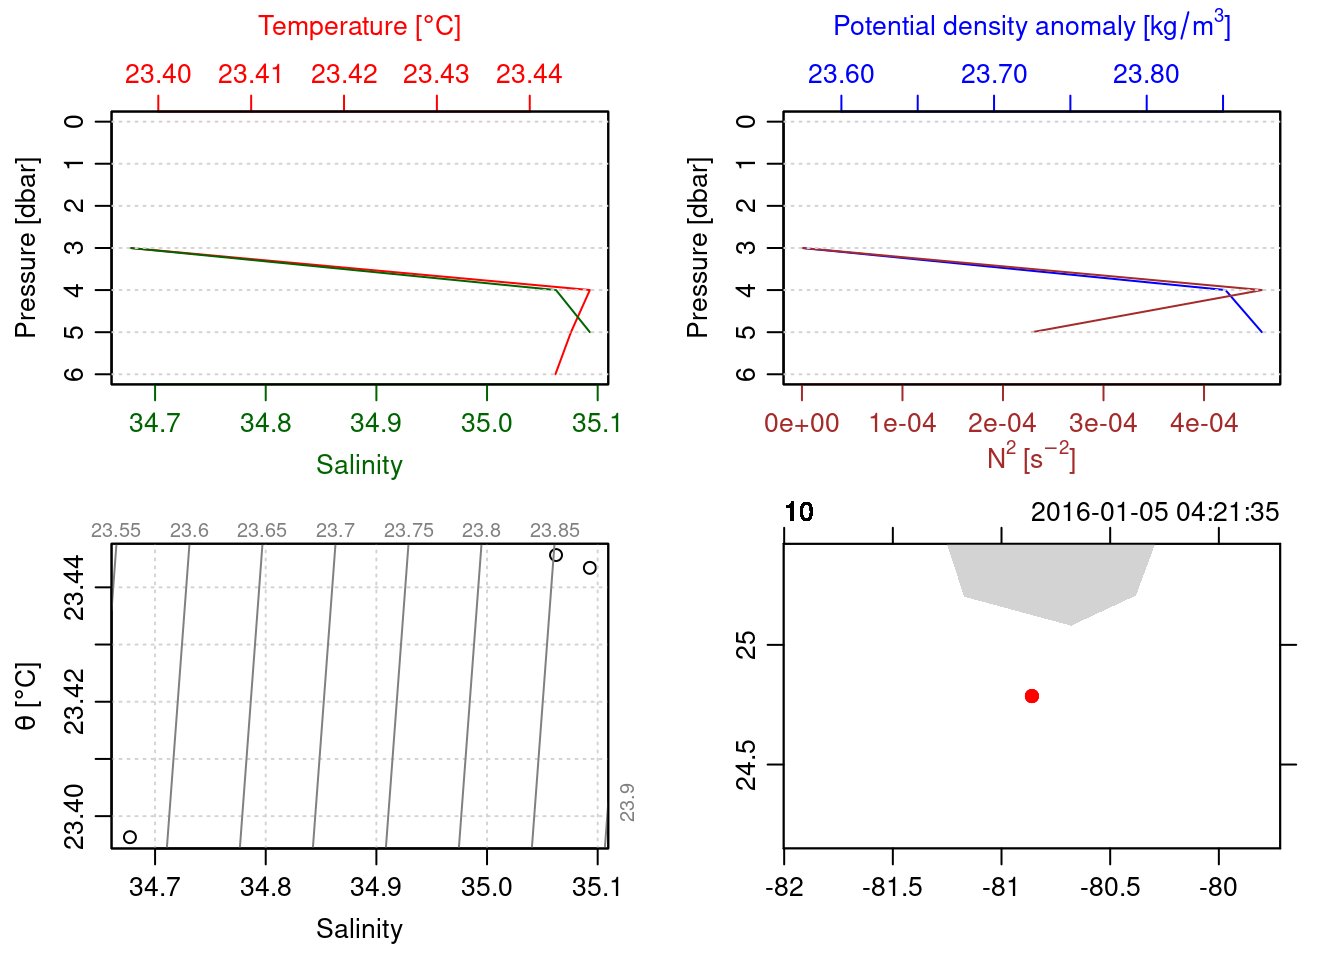 Temperature [°C]
23.40 23.41 23.42 23.43 23.44
Pressure [dbar]
0 1 2 3 4 5 6
34.7 34.8 34.9 35.0 35.1
Salinity
Potential density anomaly [kg/m³]
23.60 23.70 23.80
Pressure [dbar]
0 1 2 3 4 5 6
0e+00 1e-04 2e-04 3e-04 4e-04
N² [s⁻²]
23.55 23.6 23.65 23.7 23.75 23.8 23.85
23.9
θ [°C]
23.44 23.42 23.40
34.7 34.8 34.9 35.0 35.1
Salinity
10 2016-01-05 04:21:35
25
24.5
-82 -81.5 -81 -80.5 -80